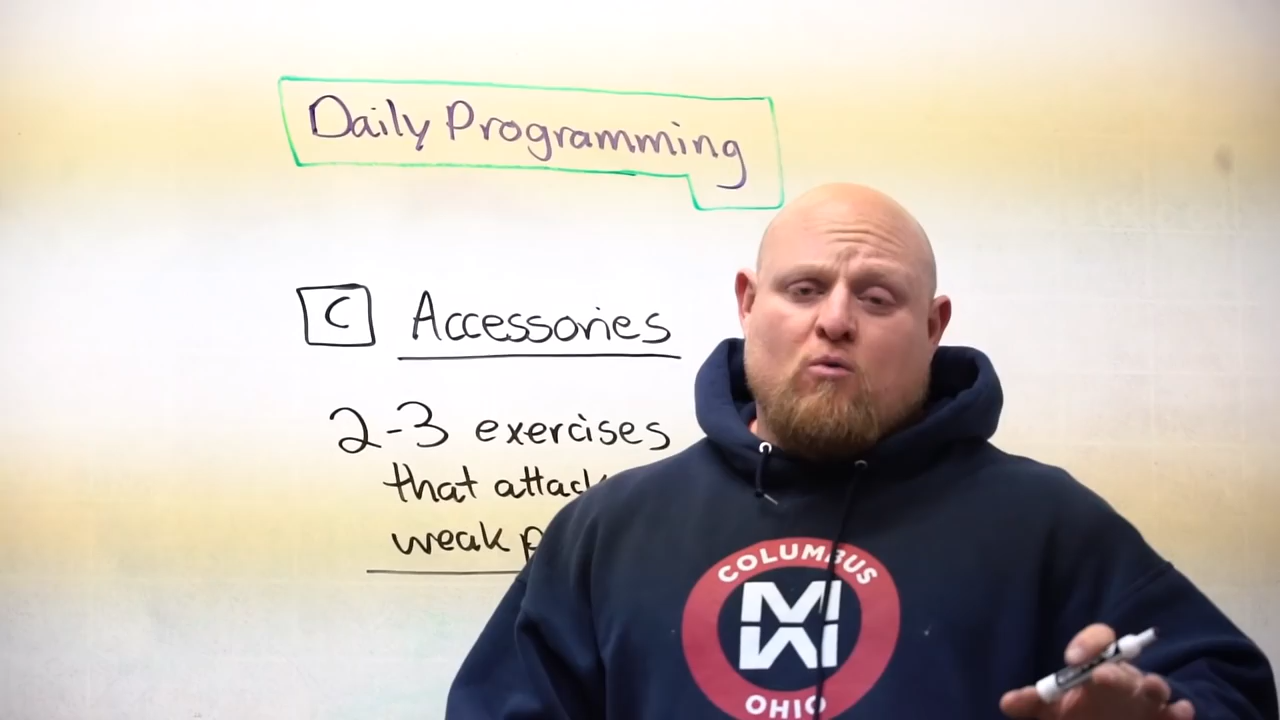 Daily Programming
C Accessories
2-3 exercises
that
weak
COLUMBUS
OHIO